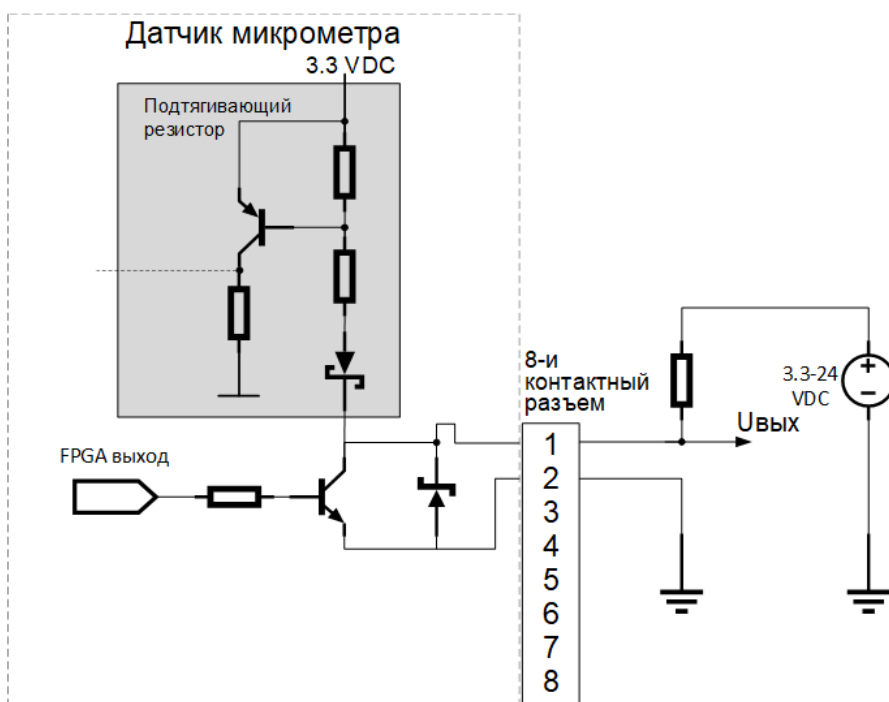 Датчик микрометра
3.3 VDC
Подтягивающий
резистор
8-и
контактный
разъем
3.3-24
VDC
Uвых
FPGA выход
1
2
3
4
5
6
7
8